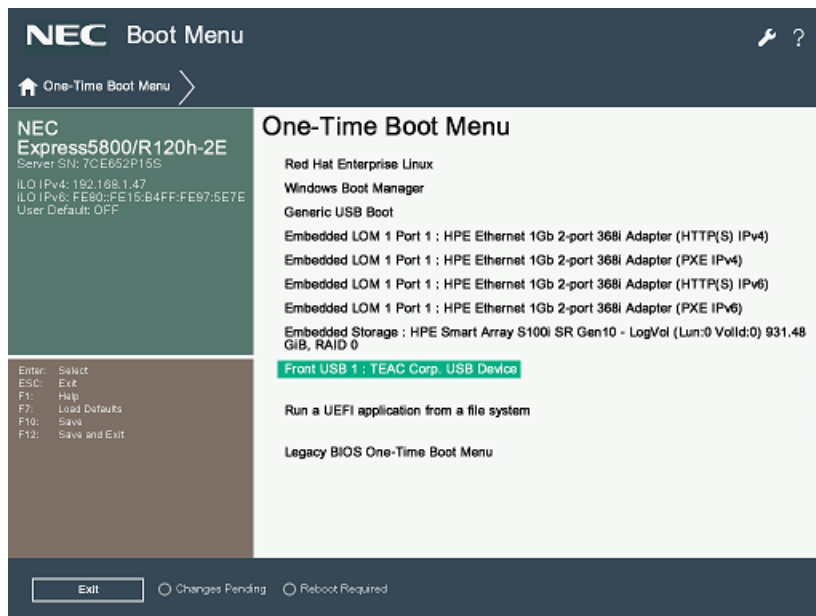 NEC Boot Menu
?
One-Time Boot Menu
NEC
Express5800/R120h-2E
Server SN: 7CE652P15S
iLO IPv4: 192.168.1.47
iLO IPv6: FE80::FE15:B4FF:FE97:5E7E
User Default: OFF
Enter: Select
ESC: Exit
F1: Help
F7: Load Defaults
F10: Save
F12: Save and Exit
One-Time Boot Menu
Red Hat Enterprise Linux
Windows Boot Manager
Generic USB Boot
Embedded LOM 1 Port 1 : HPE Ethernet 1Gb 2-port 368i Adapter (HTTP(S) IPv4)
Embedded LOM 1 Port 1 : HPE Ethernet 1Gb 2-port 368i Adapter (PXE IPv4)
Embedded LOM 1 Port 1 : HPE Ethernet 1Gb 2-port 368i Adapter (HTTP(S) IPv6)
Embedded LOM 1 Port 1 : HPE Ethernet 1Gb 2-port 368i Adapter (PXE IPv6)
Embedded Storage : HPE Smart Array S100i SR Gen10 - LogVol (Lun:0 VolId:0) 931.48
GiB, RAID 0
Front USB 1 : TEAC Corp. USB Device
Run a UEFI application from a file system
Legacy BIOS One-Time Boot Menu
Exit
Changes Pending
Reboot Required